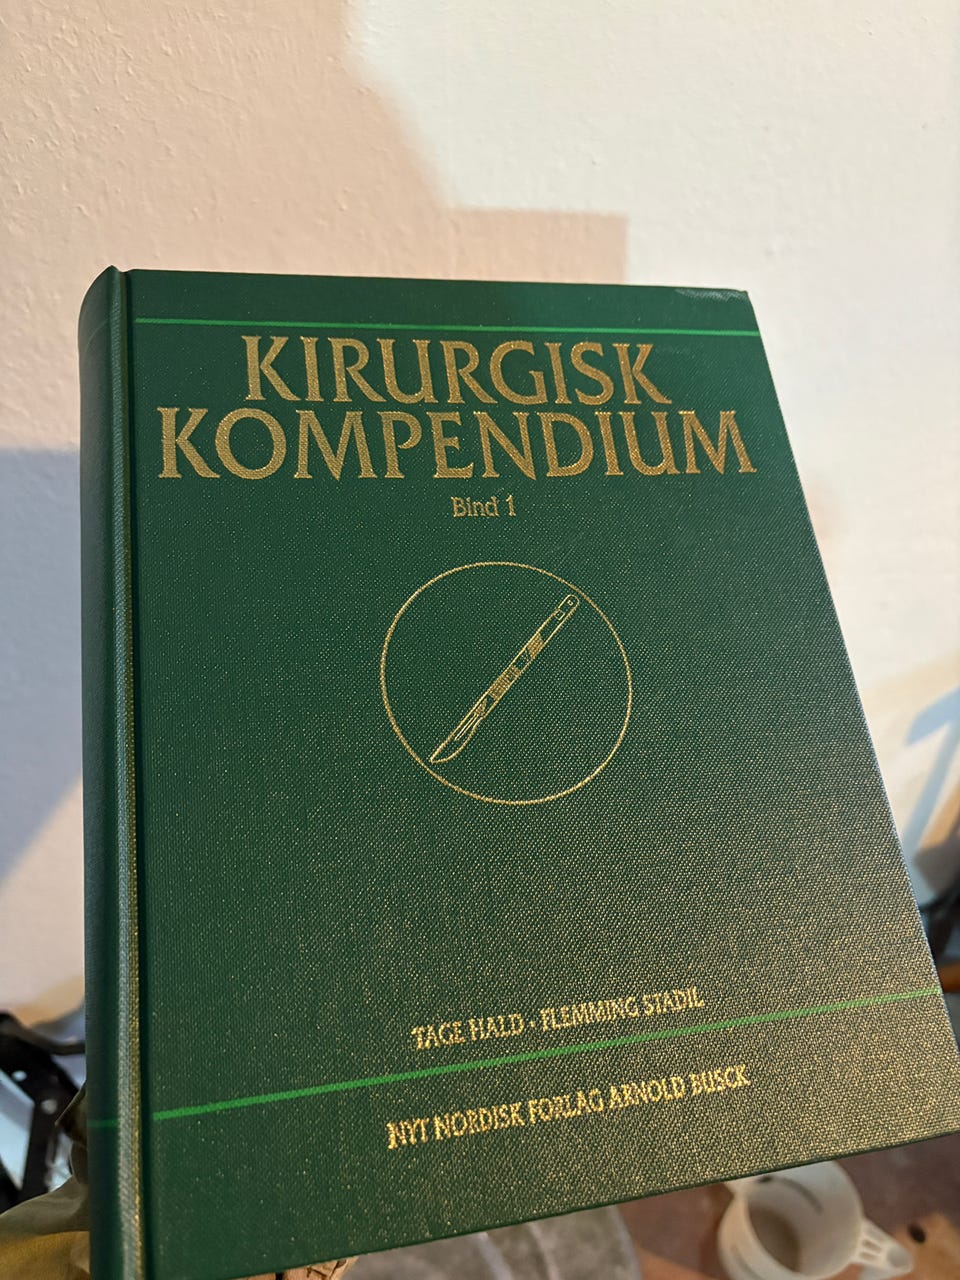 KIRURGISK
KOMPENDIUM
Bind 1
TAGE HALD • FLEMMING STADIL
NYT NORDISK FORLAG ARNOLD BUSCK